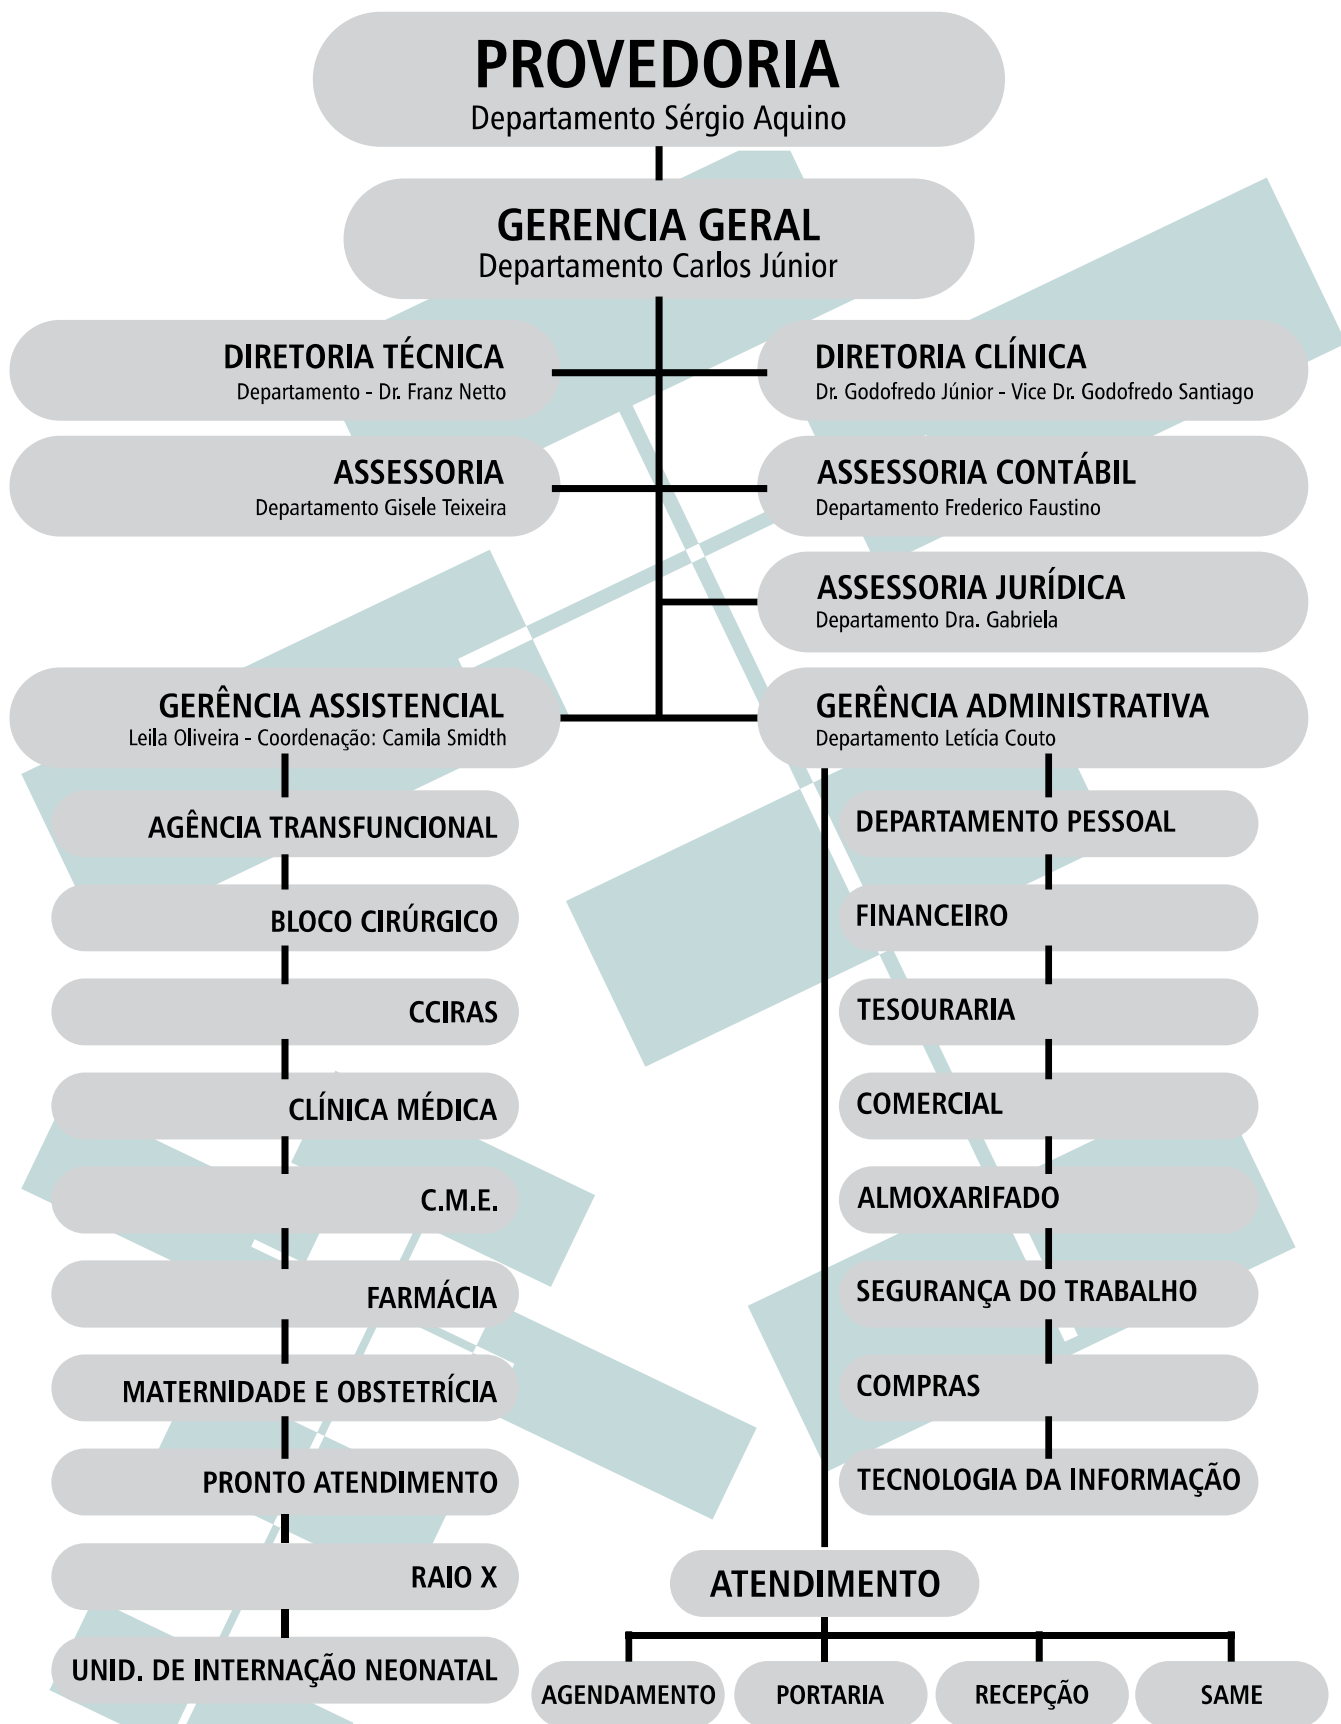 PROVEDORIA
Departamento Sérgio Aquino
GERENCIA GERAL
Departamento Carlos Júnior
DIRETORIA TÉCNICA
Departamento - Dr. Franz Netto
DIRETORIA CLÍNICA
Dr. Godofredo Júnior - Vice Dr. Godofredo Santiago
ASSESSORIA
Departamento Gisele Teixeira
ASSESSORIA CONTÁBIL
Departamento Frederico Faustino
ASSESSORIA JURÍDICA
Departamento Dra. Gabriela
GERÊNCIA ASSISTENCIAL
Leila Oliveira - Coordenação: Camila Smidth
GERÊNCIA ADMINISTRATIVA
Departamento Letícia Couto
AGÊNCIA TRANSFUNCIONAL
BLOCO CIRÚRGICO
CCIRAS
CLÍNICA MÉDICA
C.M.E.
FARMÁCIA
MATERNIDADE E OBSTETRÍCIA
PRONTO ATENDIMENTO
RAIO X
UNID. DE INTERNAÇÃO NEONATAL
DEPARTAMENTO PESSOAL
FINANCEIRO
TESOURARIA
COMERCIAL
ALMOXARIFADO
SEGURANÇA DO TRABALHO
COMPRAS
TECNOLOGIA DA INFORMAÇÃO
ATENDIMENTO
AGENDAMENTO
PORTARIA
RECEPÇÃO
SAME